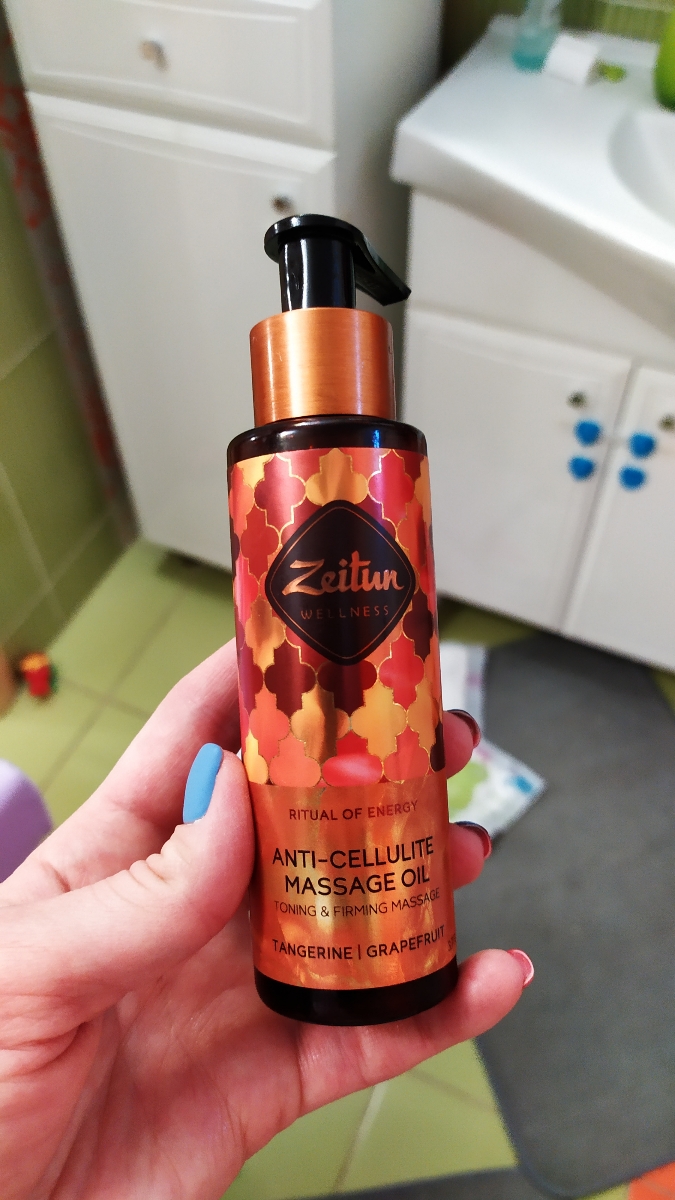 Zeitun
WELLNESS
RITUAL OF ENERGY
ANTI-CELLULITE
MASSAGE OIL
TONING & FIRMING MASSAGE
TANGERINE | GRAPEFRUIT